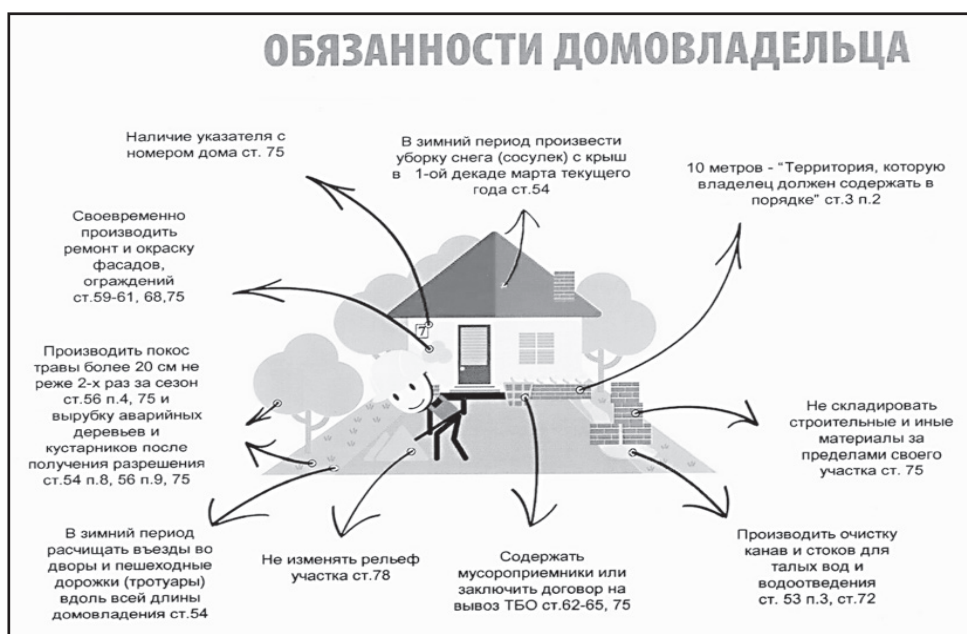 ОБЯЗАННОСТИ ДОМОВЛАДЕЛЬЦА
Наличие указателя с
номером дома ст. 75
В зимний период произвести
уборку снега (сосулек) с крыш
в 1-ой декаде марта текущего
года ст.54
10 метров - "Территория, которую
владелец должен содержать в
порядке" ст.3 п.2
Своевременно
производить
ремонт и окраску
фасадов,
ограждений
ст.59-61, 68,75
7
Производить покос
травы более 20 см не
реже 2-х раз за сезон
ст.56 п.4, 75 и
вырубку аварийных
деревьев и
кустарников после
получения разрешения
ст.54 п.8, 56 п.9, 75
Не складировать
строительные и иные
материалы за
пределами своего
участка ст. 75
В зимний период
расчищать въезды во
дворы и пешеходные
дорожки (тротуары)
вдоль всей длины
домовладения ст.54
Не изменять рельеф
участка ст.78
Содержать
мусороприемники или
заключить договор на
вывоз ТБО ст.62-65, 75
Производить очистку
канав и стоков для
талых вод и
водоотведения
ст. 53 п.3, ст.72